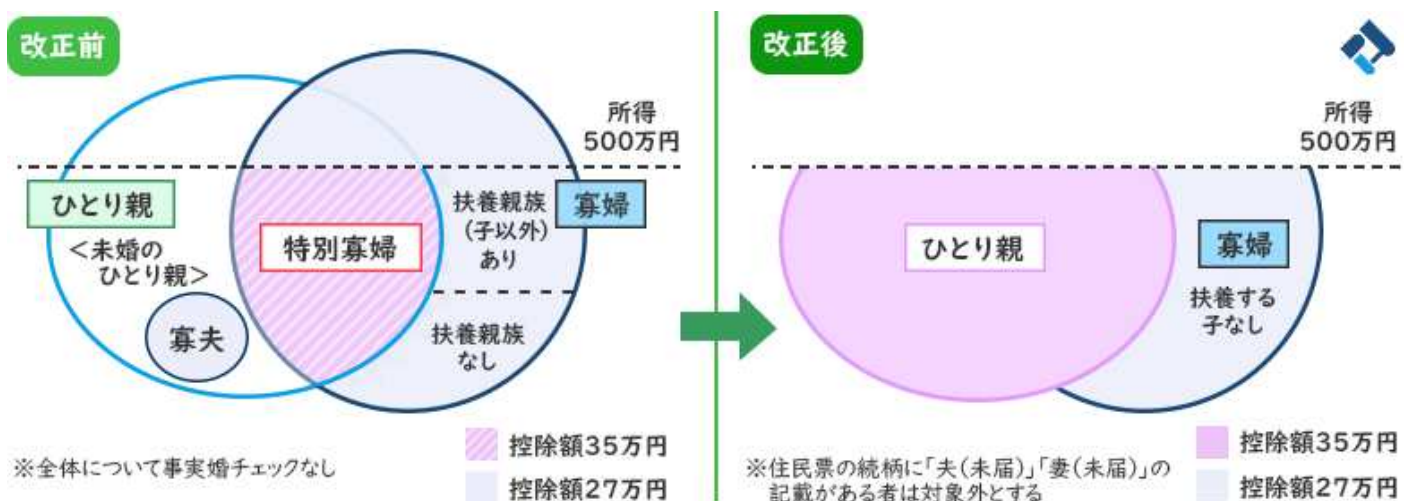 改正前
所得
500万円
ひとり親
<未婚の
ひとり親>
寡夫
特別寡婦
扶養親族
(子以外)
あり
寡婦
扶養親族
なし
※全体について事実婚チェックなし
控除額35万円
控除額27万円
改正後
所得
500万円
ひとり親
寡婦
扶養する
子なし
※住民票の続柄に「夫(未届)」「妻(未届)」の
記載がある者は対象外とする
控除額35万円
控除額27万円